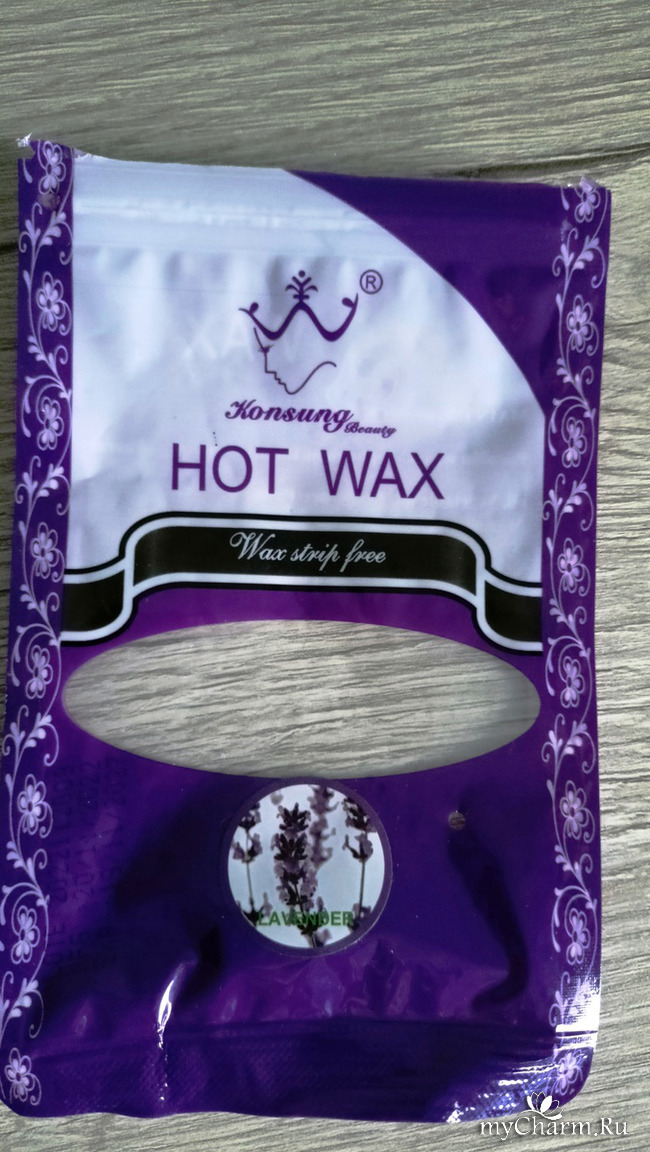 ®
Konsung
Beauty
HOT WAX
Wax strip free
LAVENDER
myCharm.Ru